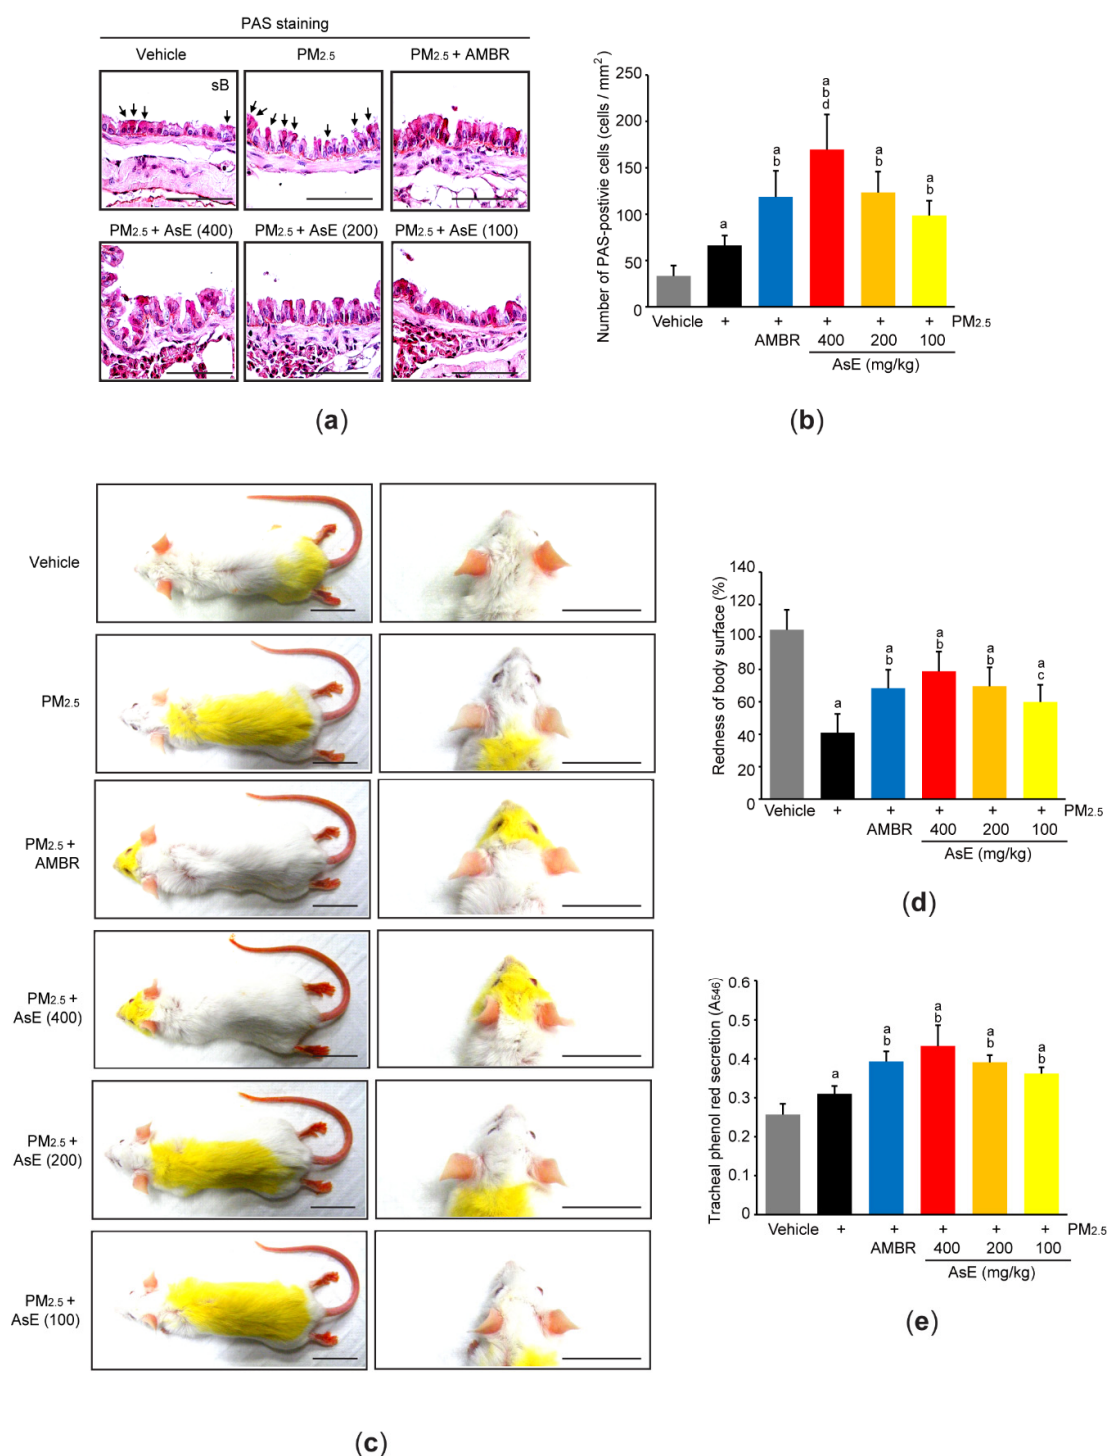 PAS staining
Vehicle PM2.5 PM2.5 + AMBR
sB
PM2.5 + AsE (400) PM2.5 + AsE (200) PM2.5 + AsE (100)
(a)
Number of PAS-postivie cells (cells / mm²)
250
200
150
100
50
0
a
a
b
a
b
d
a
b
a
b
Vehicle + + + + + PM2.5
AMBR 400 200 100
AsE (mg/kg)
(b)
Vehicle
PM2.5
PM2.5 +
AMBR
PM2.5 +
AsE (400)
PM2.5 +
AsE (200)
PM2.5 +
AsE (100)
(c)
Redness of body surface (%)
140
120
100
80
60
40
20
0
a
a
b
a
b
a
b
a
c
Vehicle + + + + + PM2.5
AMBR 400 200 100
AsE (mg/kg)
(d)
Tracheal phenol red secretion (A546)
0.6
0.5
0.4
0.3
0.2
0.1
0
a
a
b
a
b
a
b
a
b
Vehicle + + + + + PM2.5
AMBR 400 200 100
AsE (mg/kg)
(e)